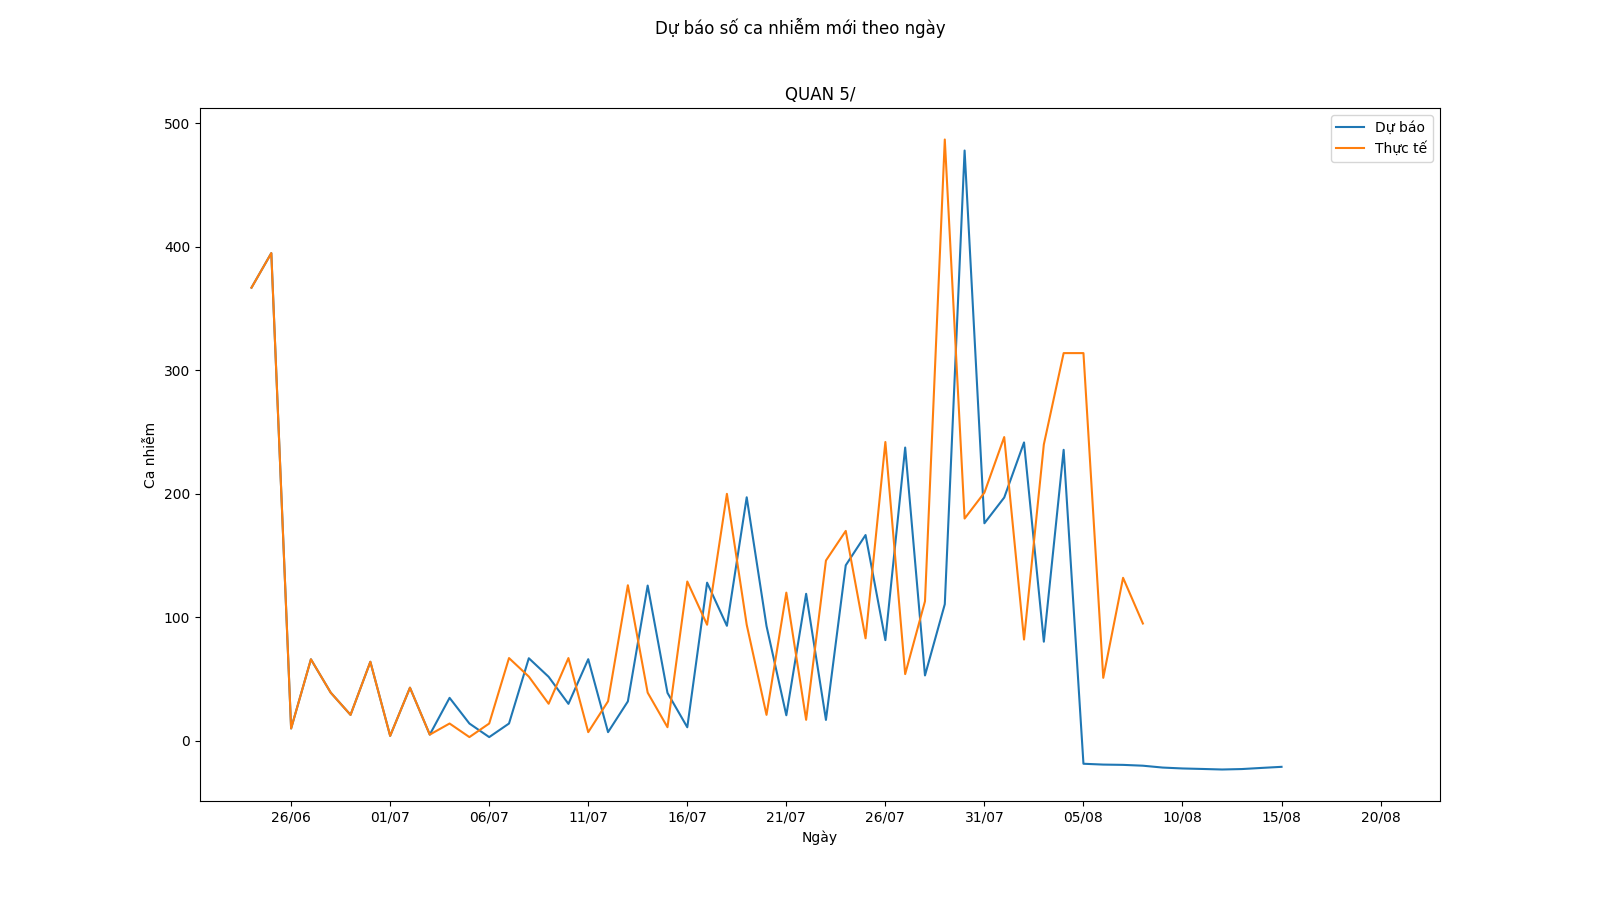 Dự báo số ca nhiễm mới theo ngày
QUAN 5/
Dự báo
Thực tế
500
400
300
200
100
0
Ca nhiễm
26/06 01/07 06/07 11/07 16/07 21/07 26/07 31/07 05/08 10/08 15/08 20/08
Ngày